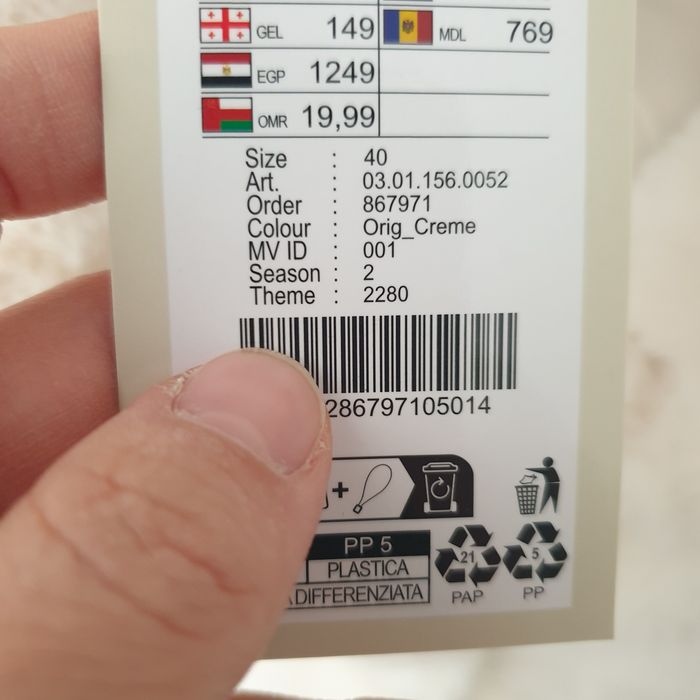 GEL 149 MDL 769
EGP 1249
OMR 19,99
Size : 40
Art. : 03.01.156.0052
Order : 867971
Colour : Orig_Creme
MV ID : 001
Season : 2
Theme : 2280
286797105014
+
PP 5
PLASTICA
DIFFERENZIATA
21
PAP
5
PP